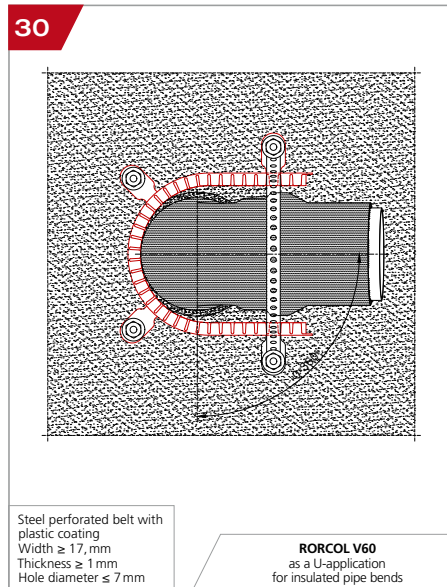 30
Steel perforated belt with
plastic coating
Width ≥ 17, mm
Thickness ≥ 1 mm
Hole diameter ≤ 7 mm
RORCOL V60
as a U-application
for insulated pipe bends